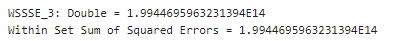 WSSSE_3: Double = 1.9944695963231394E14
Within Set Sum of Squared Errors = 1.9944695963231394E14